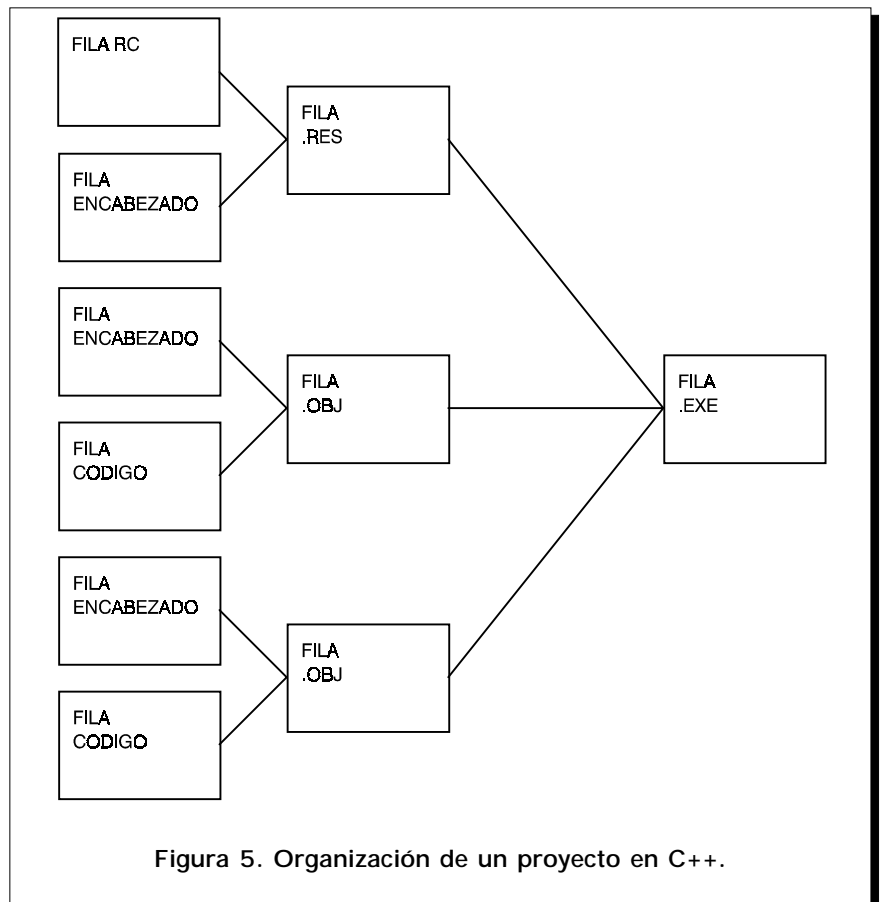 FILA RC
FILA
ENCABEZADO
FILA
.RES
FILA
ENCABEZADO
FILA
CODIGO
FILA
.OBJ
FILA
ENCABEZADO
FILA
CODIGO
FILA
.OBJ
FILA
.EXE
Figura 5. Organización de un proyecto en C++.